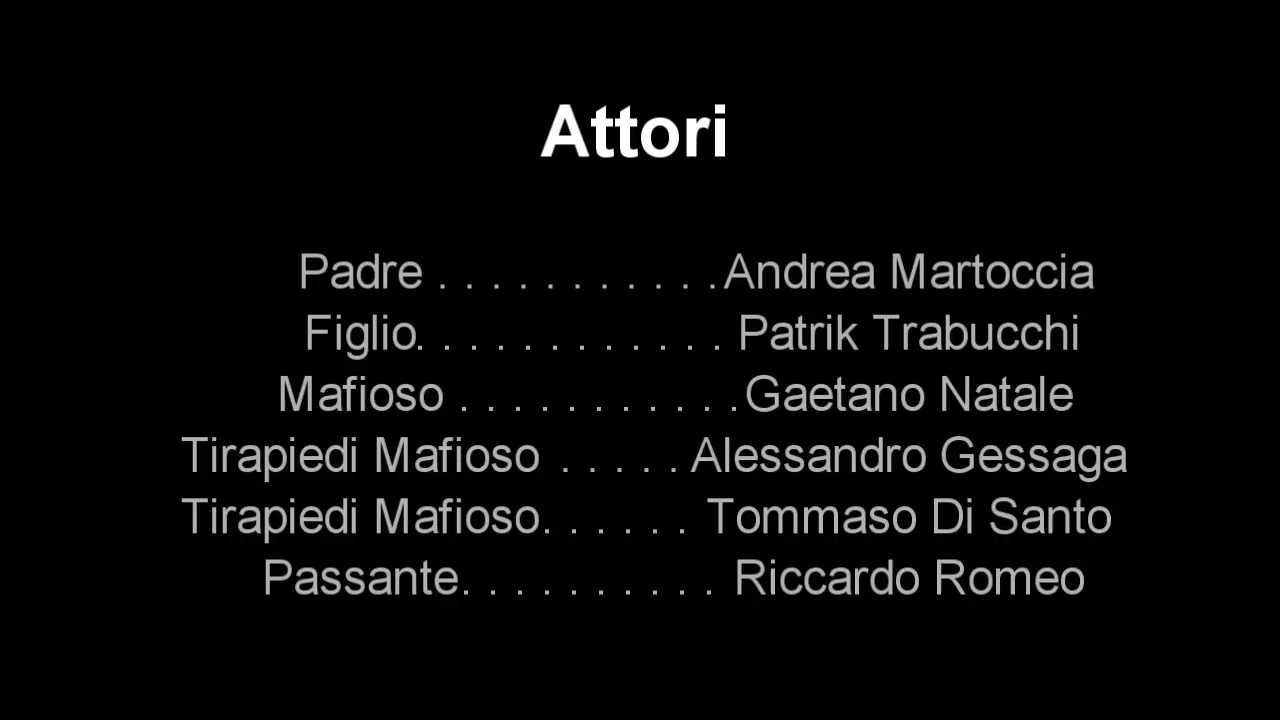 Attori
Padre . . . . . . . . . . . Andrea Martoccia
Figlio. . . . . . . . . . . . Patrik Trabucchi
Mafioso . . . . . . . . . . . Gaetano Natale
Tirapiedi Mafioso . . . . . Alessandro Gessaga
Tirapiedi Mafioso. . . . . . Tommaso Di Santo
Passante. . . . . . . . . . Riccardo Romeo